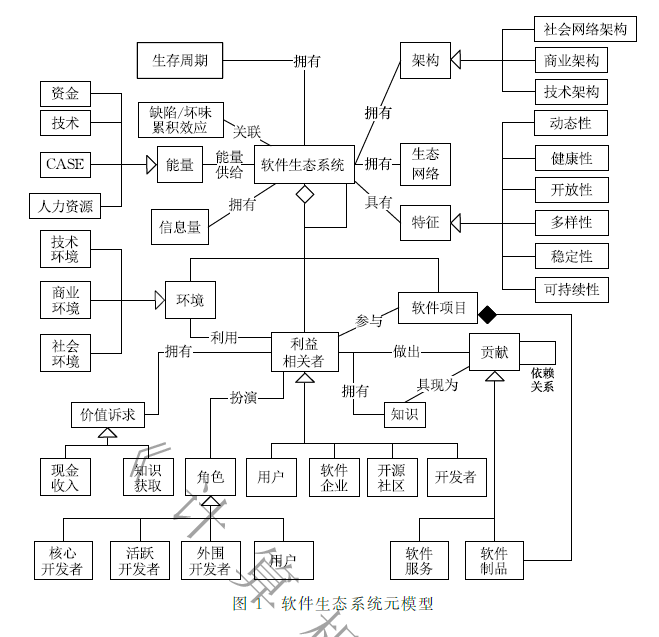 社会网络架构
生存周期
拥有
架构
商业架构
资金
技术架构
缺陷/坏味
累积效应
拥有
技术
关联
动态性
CASE
能量
能量
供给
软件生态系统
拥有
生态
网络
健康性
开放性
人力资源
拥有
具有
信息量
特征
多样性
技术
环境
稳定性
商业
环境
环境
软件项目
可持续性
参与
社会
环境
利用
利益
相关者
拥有
做出
贡献
依赖
关系
扮演
拥有
具现为
价值诉求
知识
现金
收入
知识
获取
角色
用户
软件
企业
开源
社区
开发者
核心
开发者
活跃
开发者
外围
开发者
用户
软件
服务
软件
制品
图 1 软件生态系统元模型
《计算机